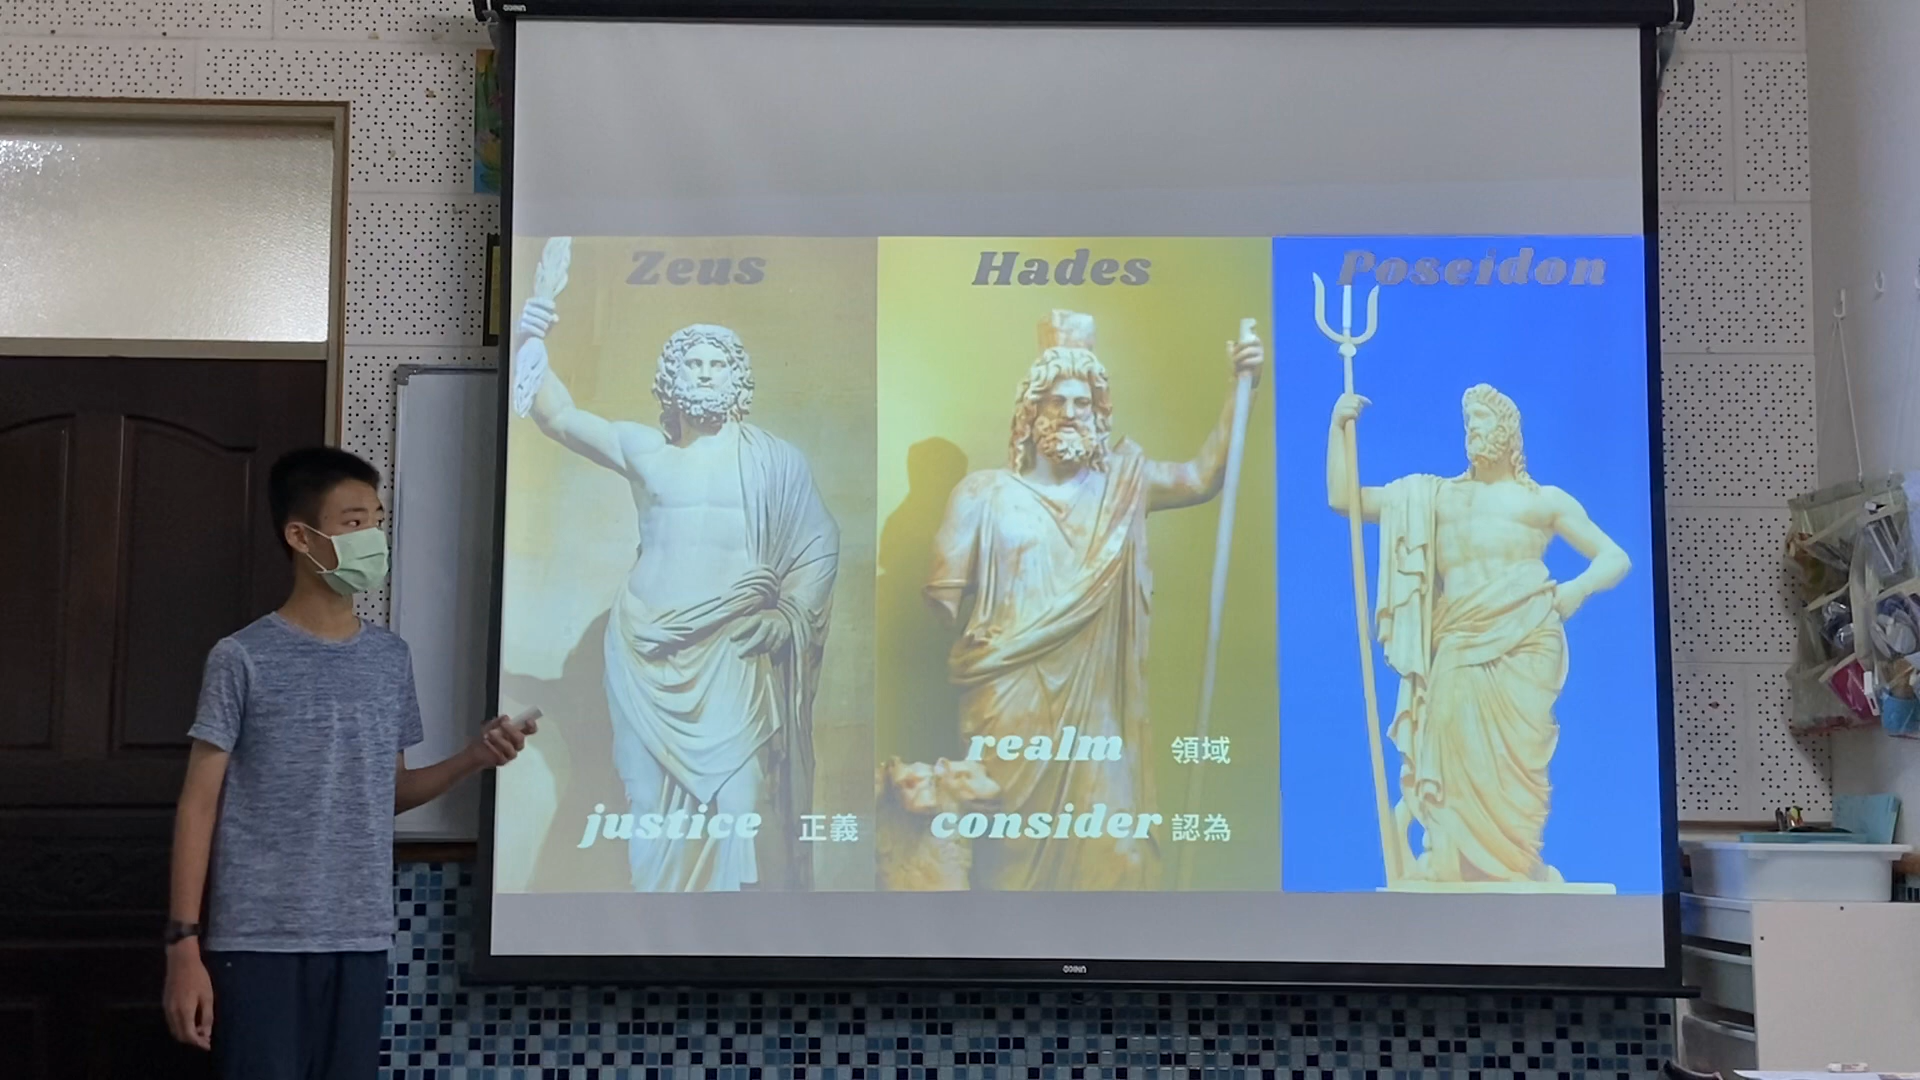 Zeus
Hades
Poseidon
realm 領域
justice 正義
consider 認為